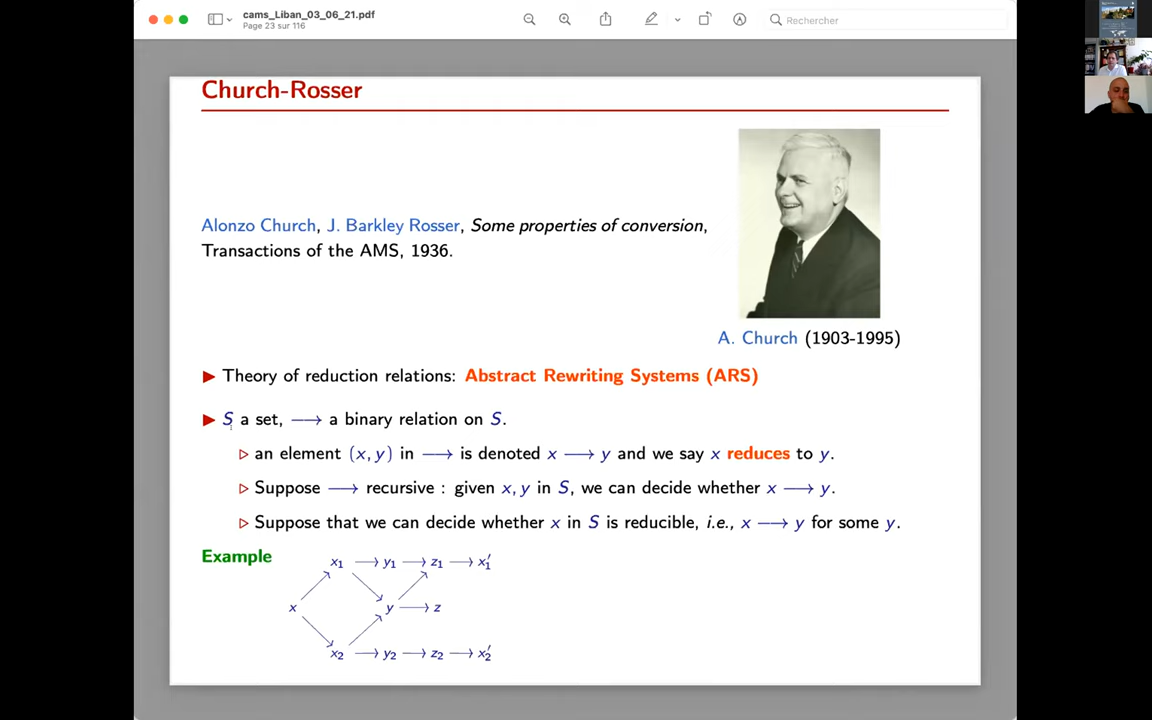 cams_Liban_03_06_21.pdf
Page 23 sur 116
Rechercher
Church-Rosser
Alonzo Church, J. Barkley Rosser, Some properties of conversion,
Transactions of the AMS, 1936.
A. Church (1903-1995)
▶ Theory of reduction relations: Abstract Rewriting Systems (ARS)
▶ S a set, ⟶ a binary relation on S.
▷ an element (x, y) in ⟶ is denoted x ⟶ y and we say x reduces to y.
▷ Suppose ⟶ recursive : given x, y in S, we can decide whether x ⟶ y.
▷ Suppose that we can decide whether x in S is reducible, i.e., x ⟶ y for some y.
Example
x₁ ⟶ y₁ ⟶ z₁ ⟶ x₁′
x y ⟶ z
x₂ ⟶ y₂ ⟶ z₂ ⟶ x₂′